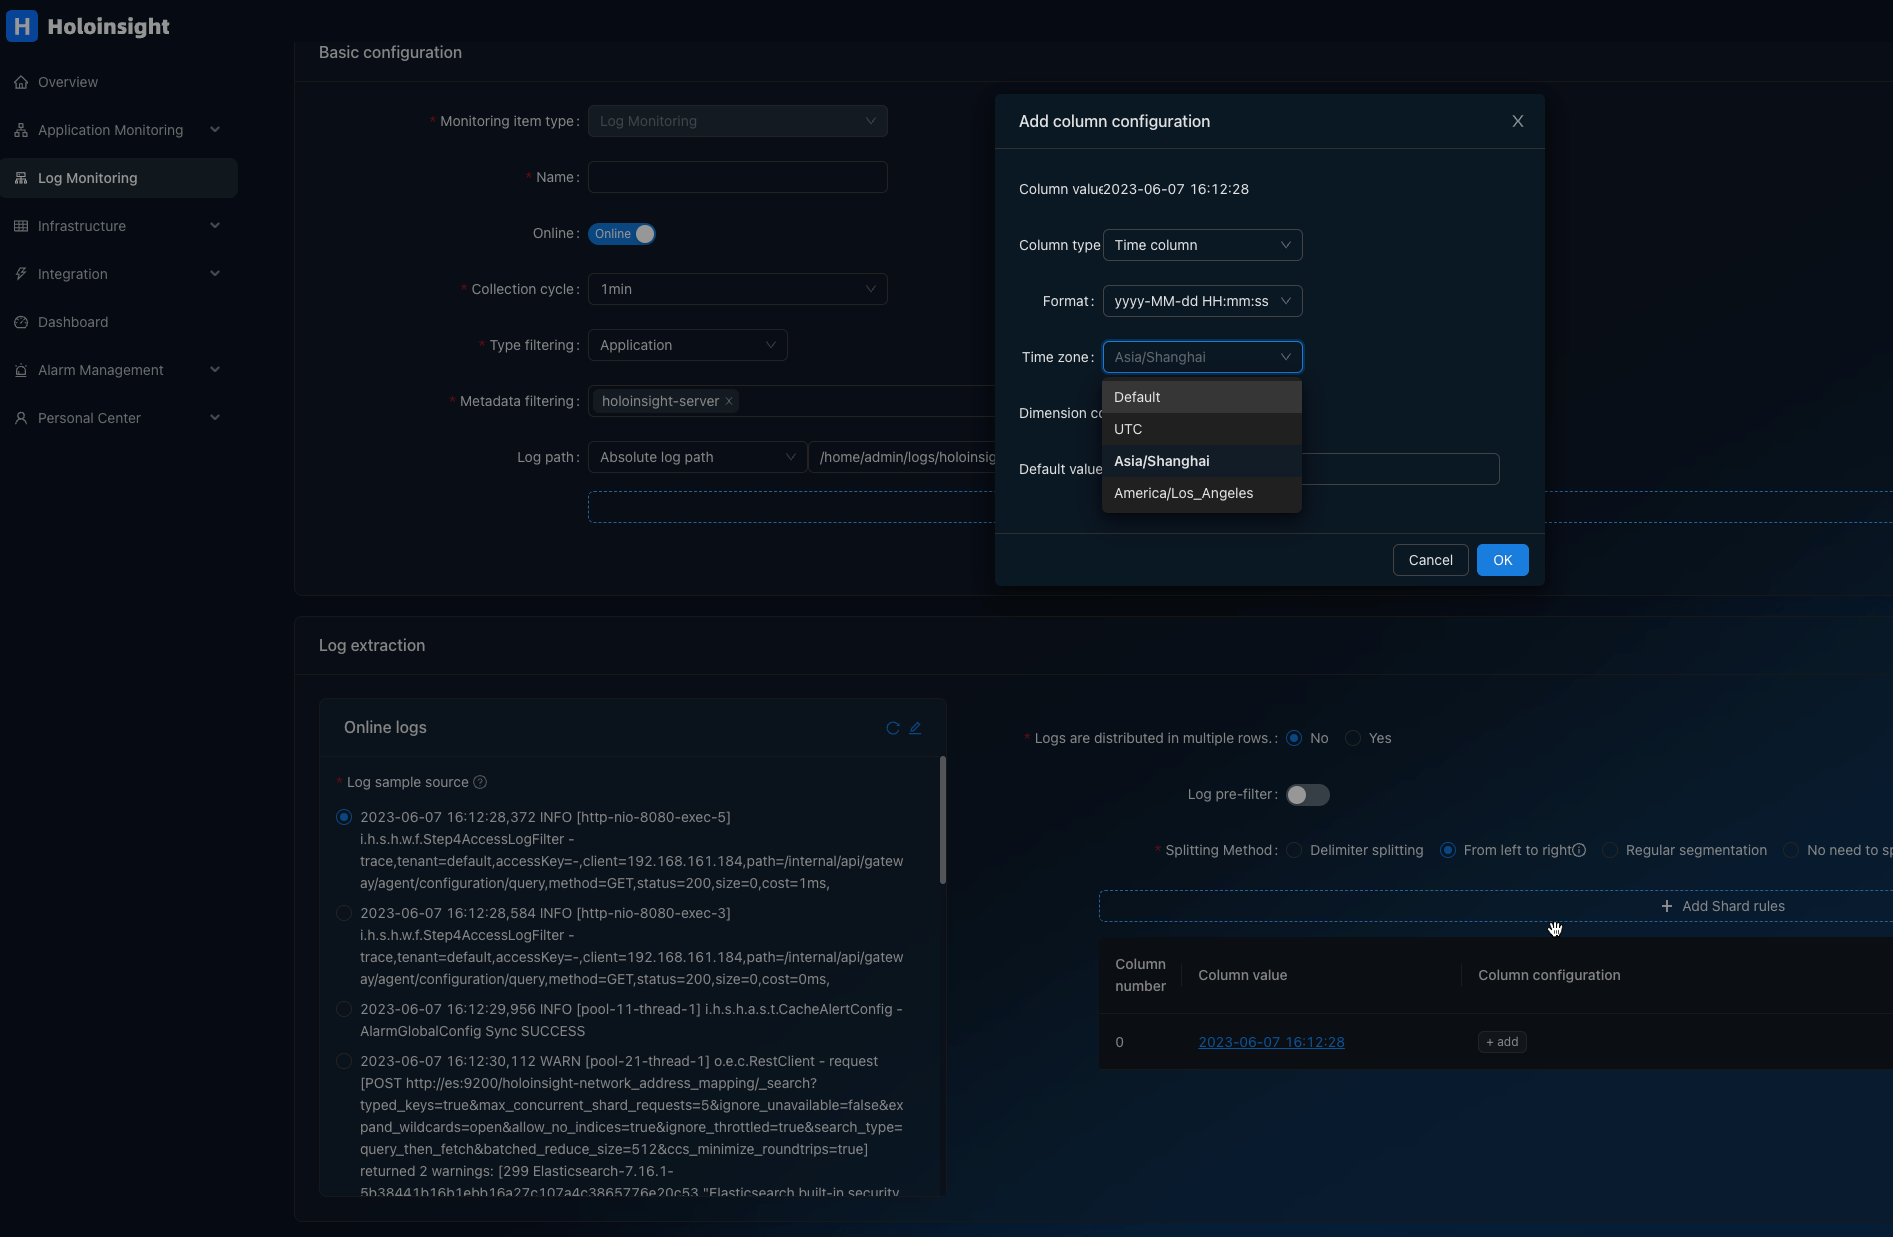 Holoinsight
Overview
Application Monitoring
Log Monitoring
Infrastructure
Integration
Dashboard
Alarm Management
Personal Center
Basic configuration
* Monitoring item type: Log Monitoring
* Name:
Online: Online
* Collection cycle: 1min
* Type filtering: Application
* Metadata filtering: holoinsight-server ×
Log path: Absolute log path /home/admin/logs/holoinsig
Add column configuration X
Column value 2023-06-07 16:12:28
Column type Time column
Format: yyyy-MM-dd HH:mm:ss
Time zone: Asia/Shanghai
Default
UTC
Asia/Shanghai
America/Los_Angeles
Dimension co
Default value
Cancel OK
Log extraction
Online logs
* Log sample source
2023-06-07 16:12:28,372 INFO [http-nio-8080-exec-5]
i.h.s.h.w.f.Step4AccessLogFilter -
trace,tenant=default,accessKey=-,client=192.168.161.184,path=/internal/api/gatew
ay/agent/configuration/query,method=GET,status=200,size=0,cost=1ms,
2023-06-07 16:12:28,584 INFO [http-nio-8080-exec-3]
i.h.s.h.w.f.Step4AccessLogFilter -
trace,tenant=default,accessKey=-,client=192.168.161.184,path=/internal/api/gatew
ay/agent/configuration/query,method=GET,status=200,size=0,cost=0ms,
2023-06-07 16:12:29,956 INFO [pool-11-thread-1] i.h.s.h.a.s.t.CacheAlertConfig -
AlarmGlobalConfig Sync SUCCESS
2023-06-07 16:12:30,112 WARN [pool-21-thread-1] o.e.c.RestClient - request
[POST http://es:9200/holoinsight-network_address_mapping/_search?
typed_keys=true&max_concurrent_shard_requests=5&ignore_unavailable=false&ex
pand_wildcards=open&allow_no_indices=true&ignore_throttled=true&search_type=
query_then_fetch&batched_reduce_size=512&ccs_minimize_roundtrips=true]
returned 2 warnings: [299 Elasticsearch-7.16.1-
5b38441b16b1ebb16a27c107a4c3865776e20c53 "Elasticsearch built-in security
* Logs are distributed in multiple rows.: No Yes
Log pre-filter:
* Splitting Method: Delimiter splitting From left to right Regular segmentation No need to sp
+ Add Shard rules
Column number Column value Column configuration
0 2023-06-07 16:12:28 + add